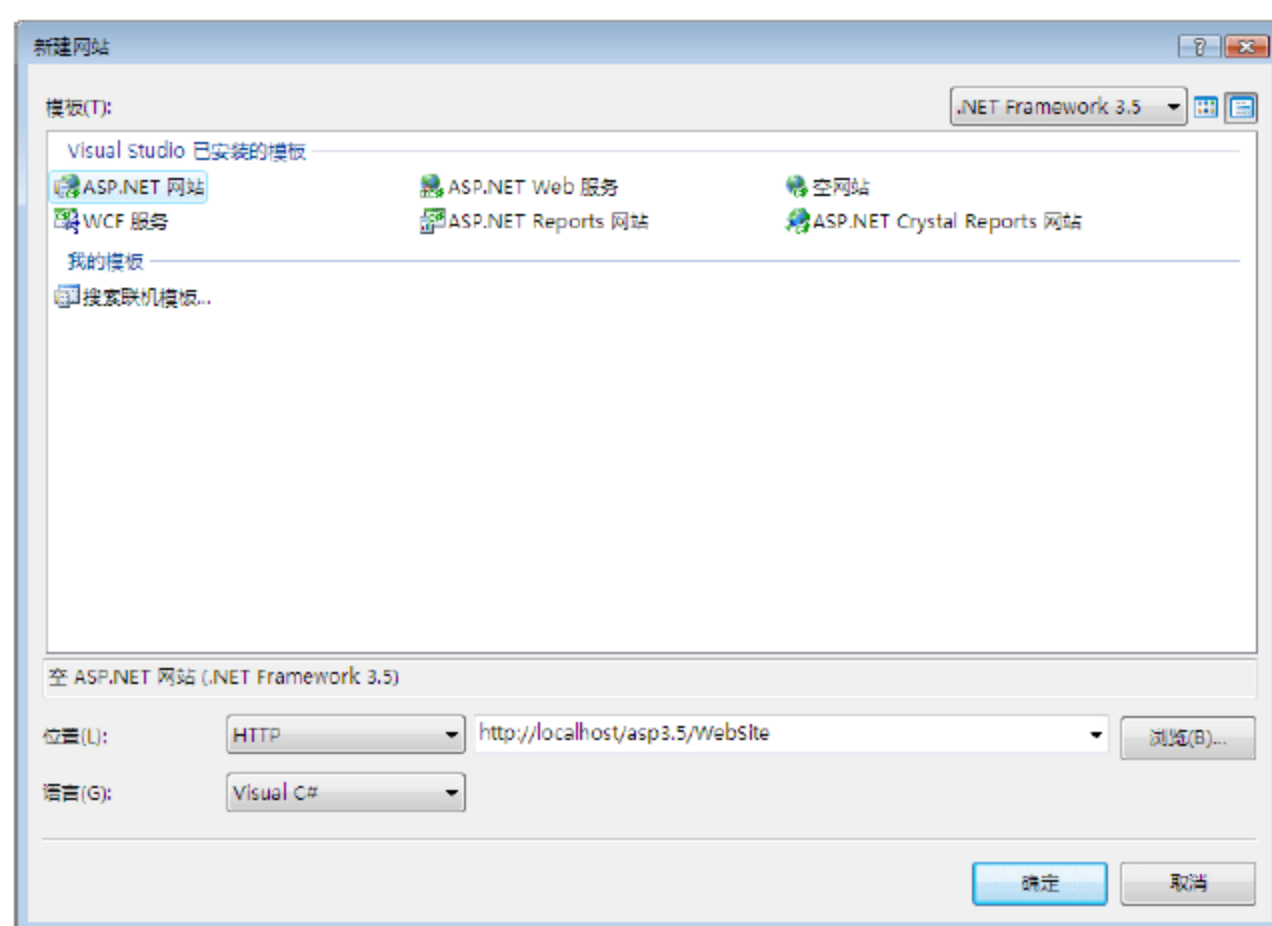 新建网站
模板(T):
.NET Framework 3.5
Visual Studio 已安装的模板
ASP.NET 网站
ASP.NET Web 服务
空网站
WCF 服务
ASP.NET Reports 网站
ASP.NET Crystal Reports 网站
我的模板
搜索联机模板...
空 ASP.NET 网站 (.NET Framework 3.5)
位置(L):
HTTP
http://localhost/asp3.5/WebSite
浏览(B)...
语言(G):
Visual C#
确定
取消